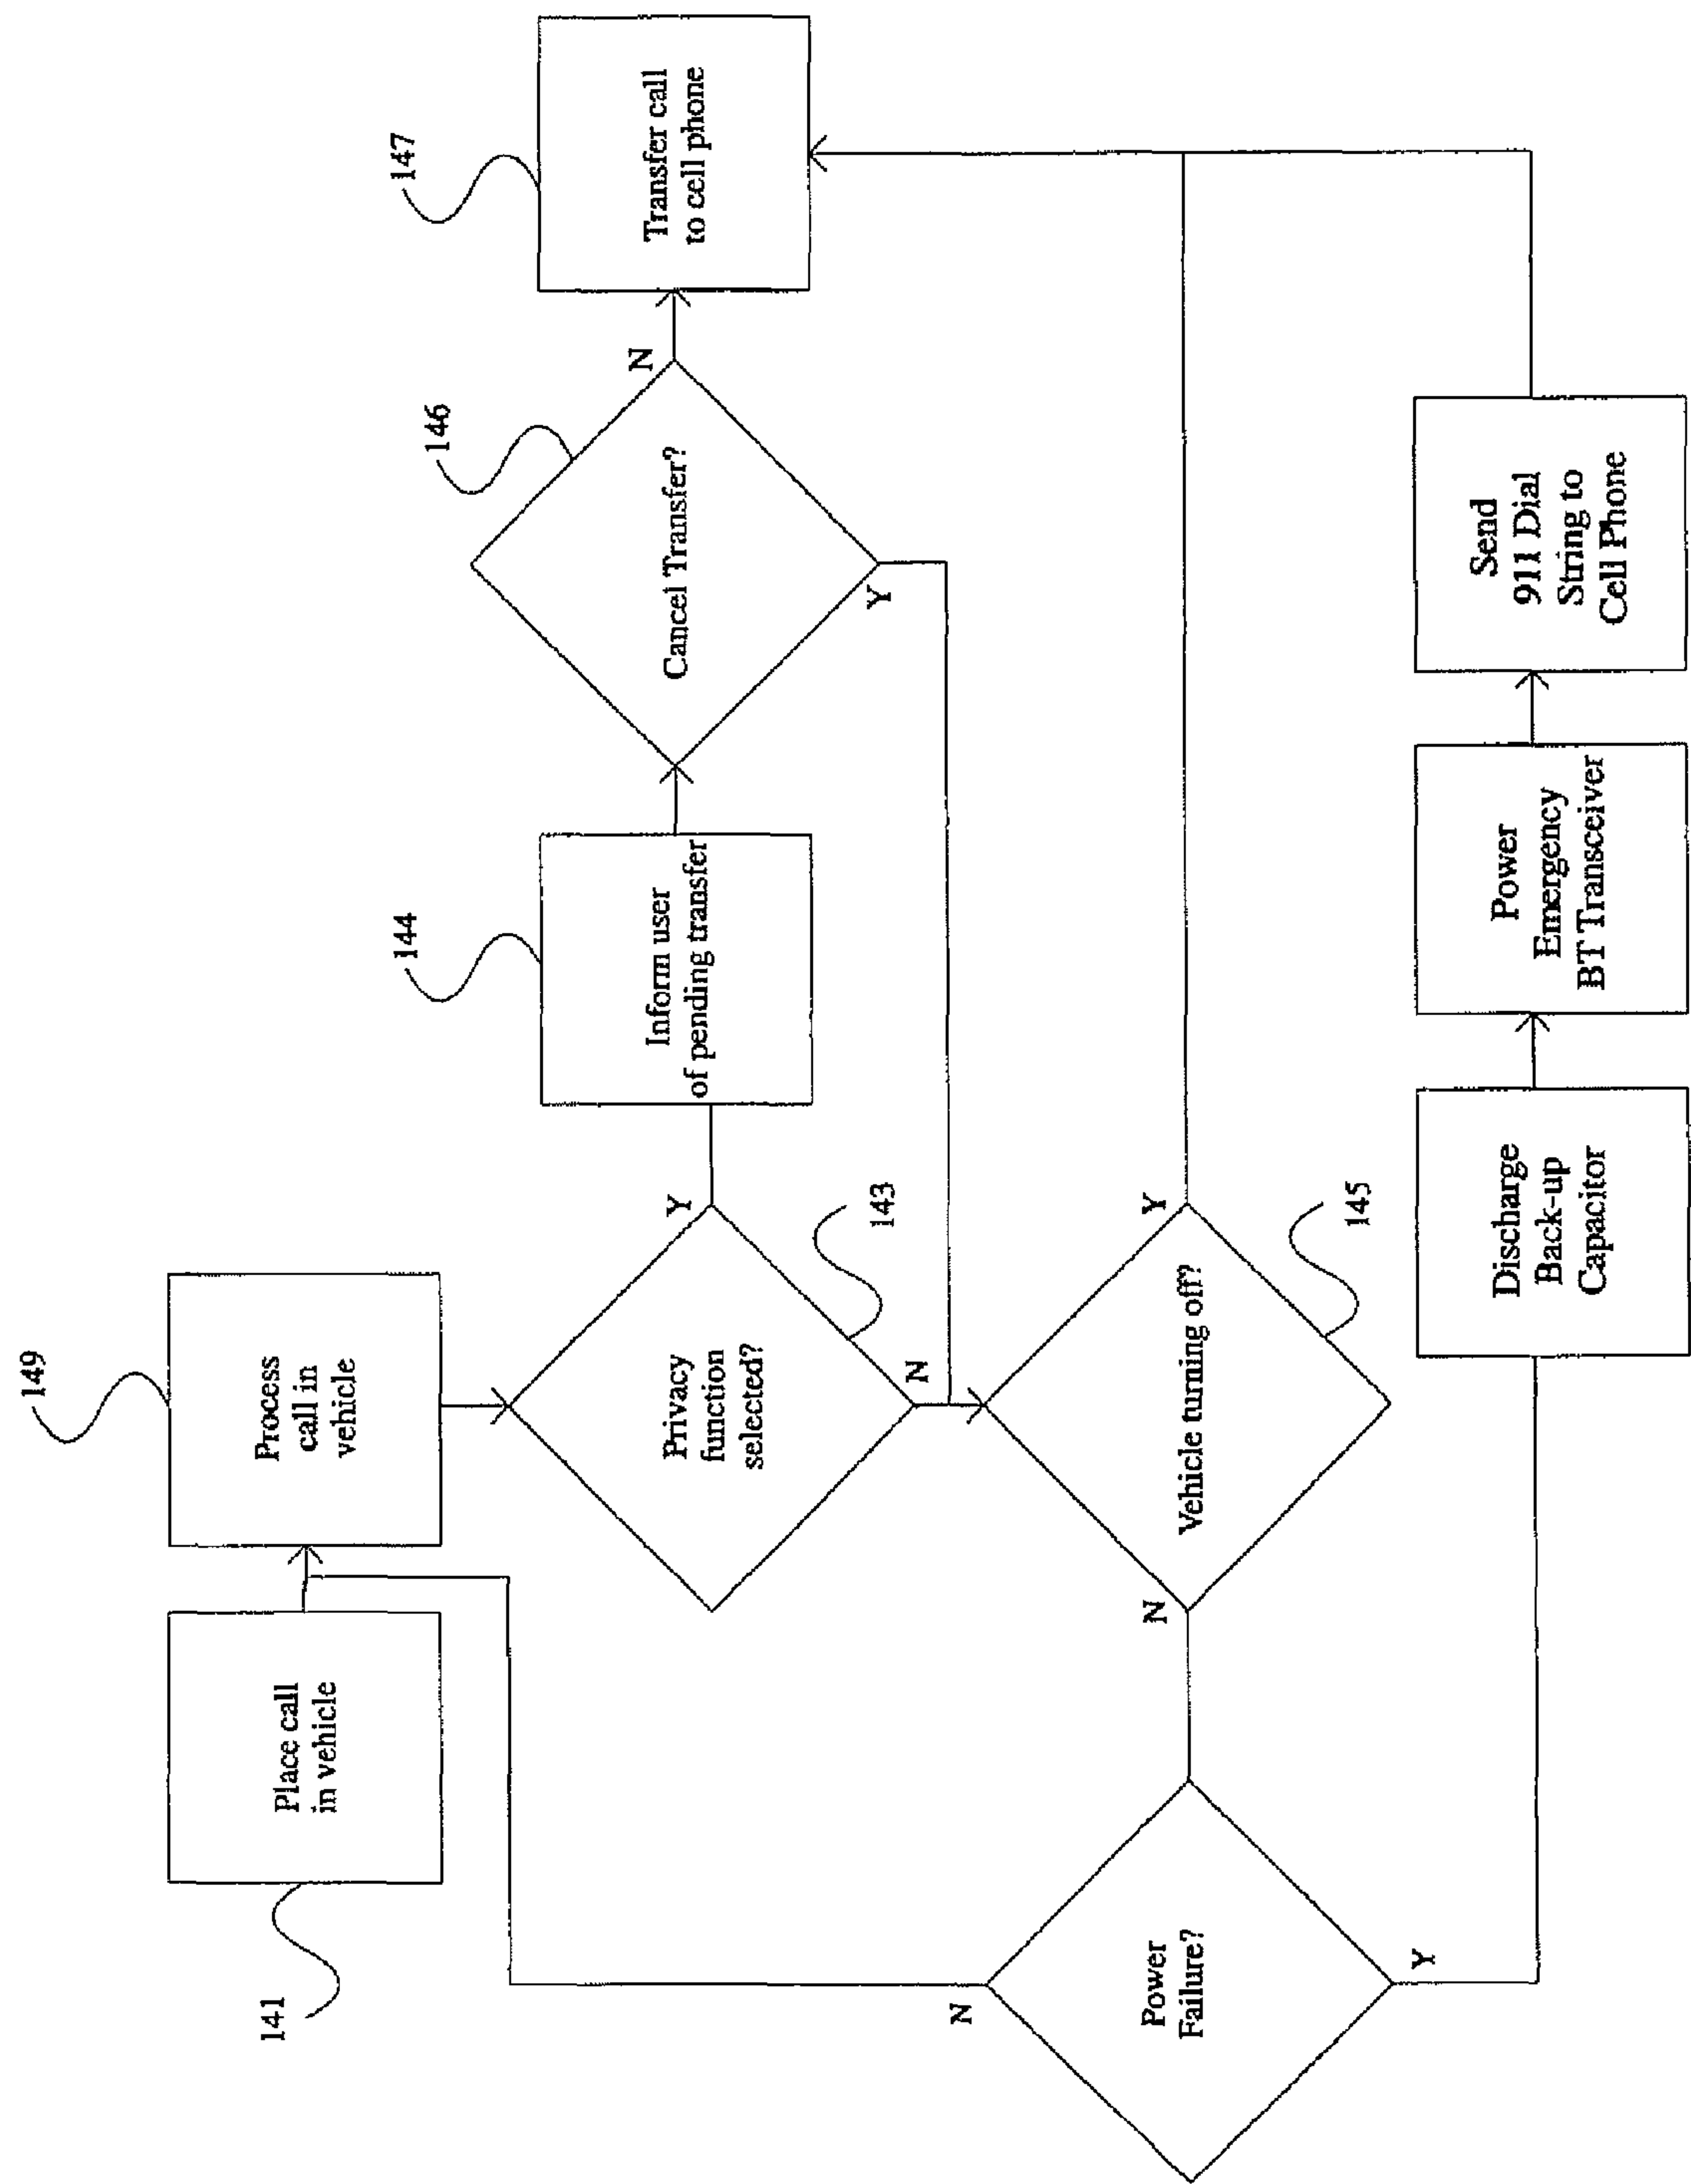 141
Place call
in vehicle
149
Process
call in
vehicle
Privacy
function
selected?
Y
N
143
144
Inform user
of pending transfer
146
Cancel Transfer?
N
Y
147
Transfer call
to cell phone
Vehicle turning off?
Y
N
145
Power
Failure?
N
Y
Discharge
Back-up
Capacitor
Power
Emergency
BT Transceiver
Send
911 Dial
String to
Cell Phone